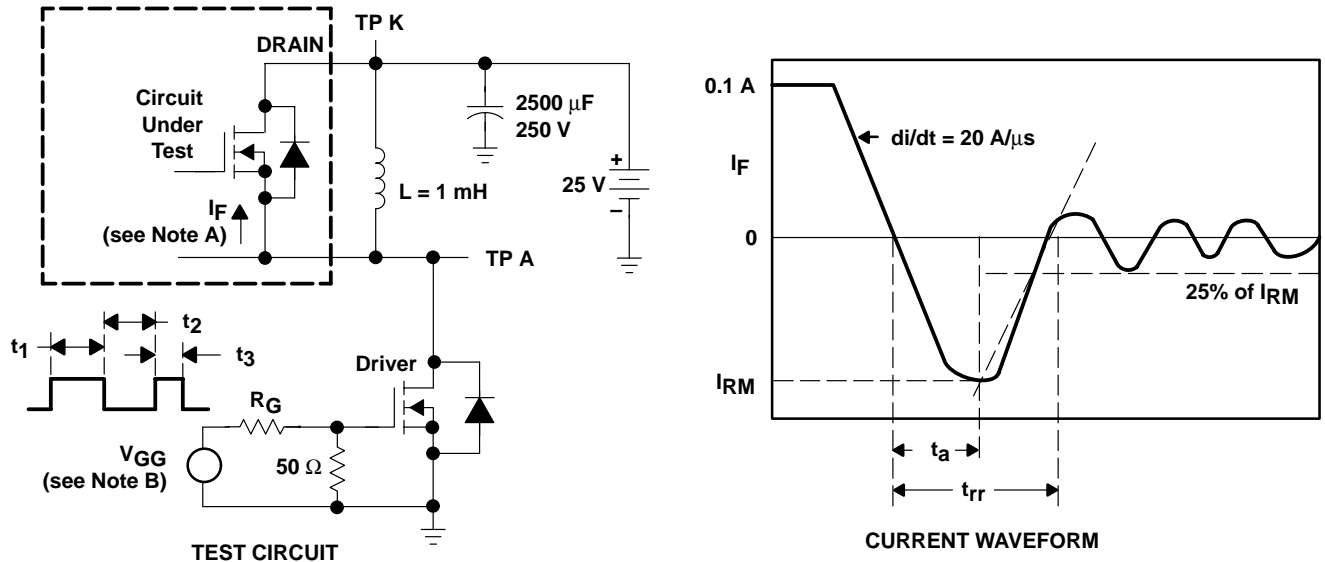 TP K
DRAIN
Circuit
Under
Test
2500 μF
250 V
L = 1 mH
25 V
+
–
IF
(see Note A)
TP A
t1
t2
t3
Driver
RG
VGG
(see Note B)
50 Ω
TEST CIRCUIT
0.1 A
di/dt = 20 A/μs
IF
0
25% of IRM
IRM
ta
trr
CURRENT WAVEFORM